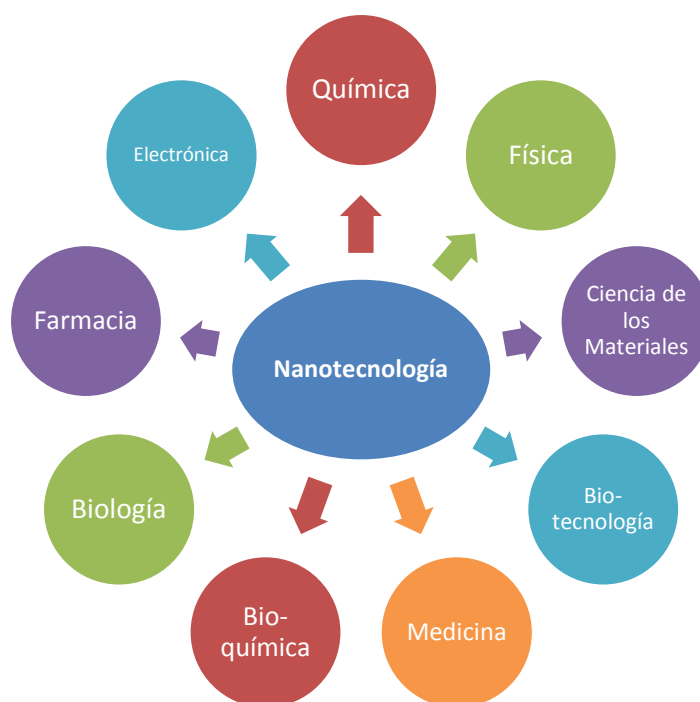 Química
Electrónica
Física
Farmacia
Ciencia de
los
Materiales
Nanotecnología
Biología
Bio-
tecnología
Bio-
química
Medicina